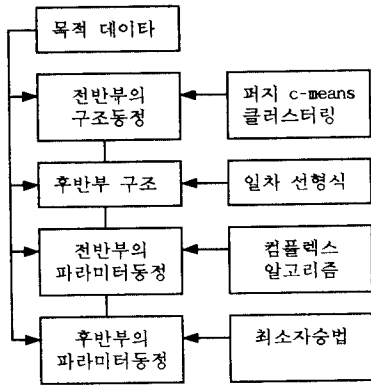 목적 데이타
전반부의
구조동정
퍼지 c-means
클러스터링
후반부 구조
일차 선형식
전반부의
파라미터동정
컴플렉스
알고리즘
후반부의
파라미터동정
최소자승법